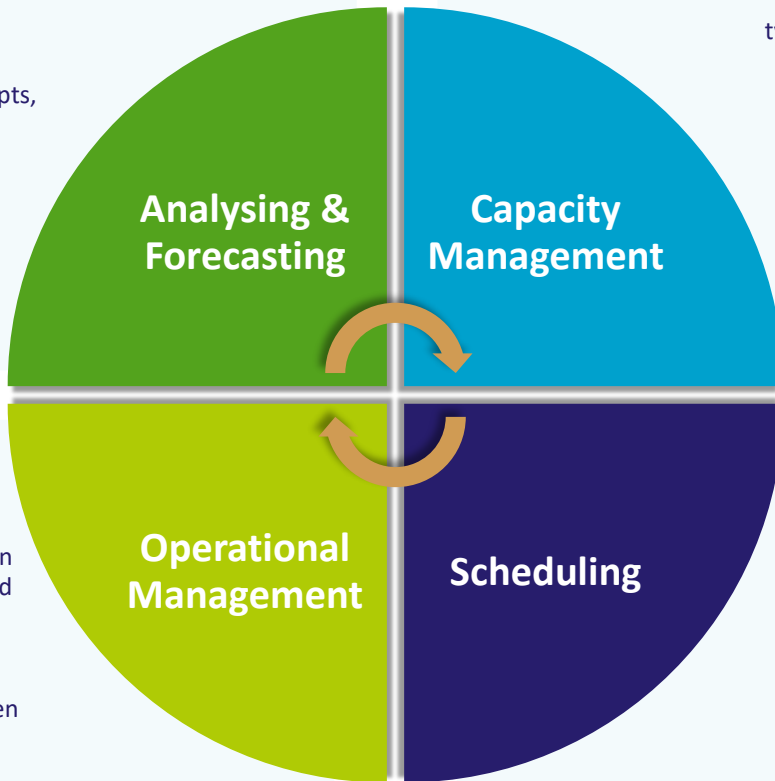 Analysing &
Forecasting
Capacity
Management
Operational
Management
Scheduling